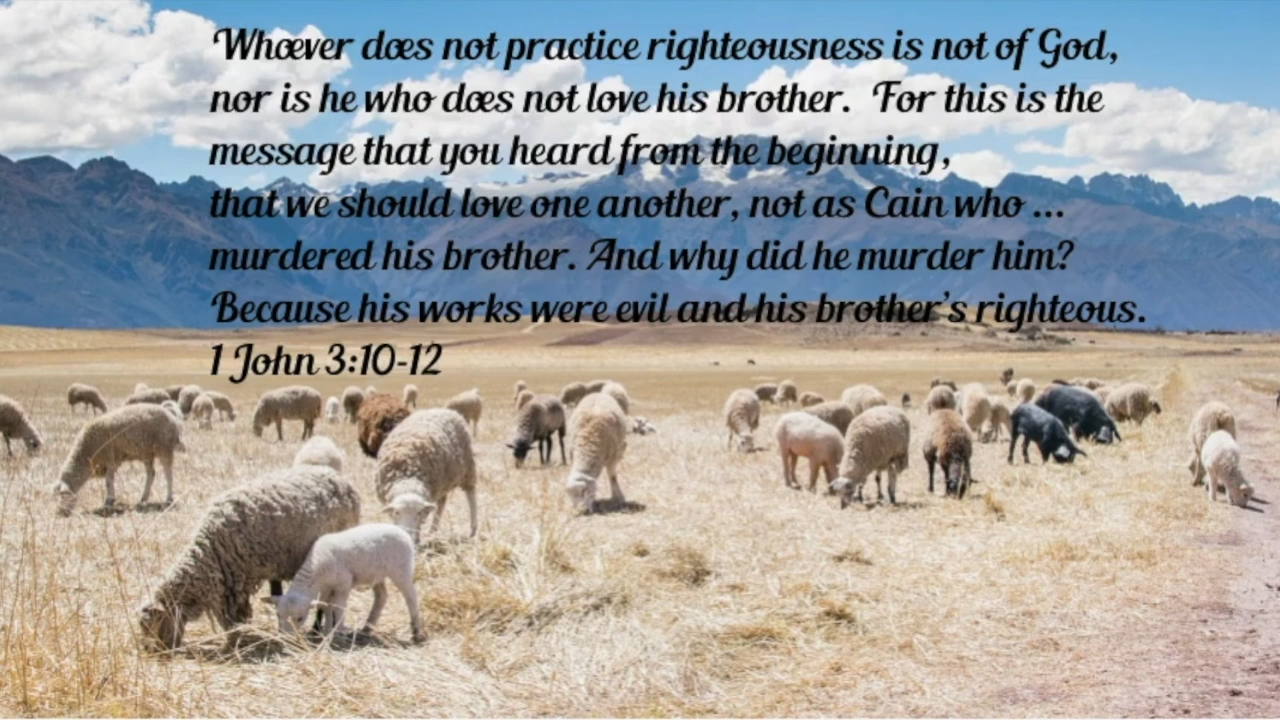 Whoever does not practice righteousness is not of God,
nor is he who does not love his brother. For this is the
message that you heard from the beginning,
that we should love one another, not as Cain who ...
murdered his brother. And why did he murder him?
Because his works were evil and his brother's righteous.
1 John 3:10-12